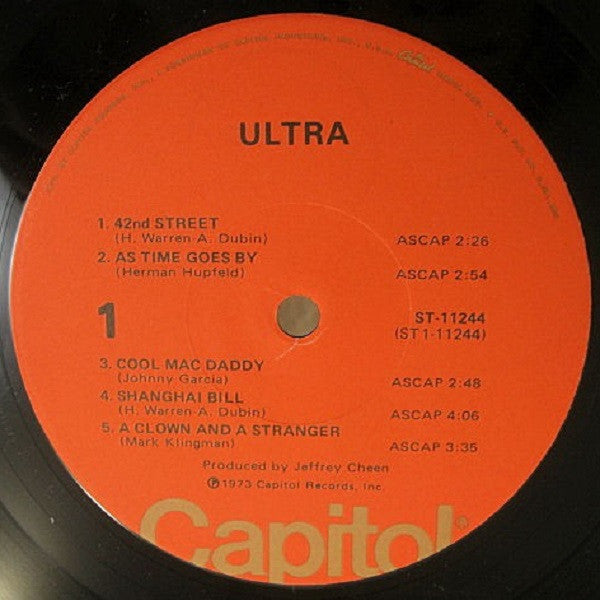 ULTRA
1. 42nd STREET
(H. Warren-A. Dubin) ASCAP 2:26
2. AS TIME GOES BY
(Herman Hupfeld) ASCAP 2:54
1 ST-11244
(ST1-11244)
3. COOL MAC DADDY
(Johnny Garcia) ASCAP 2:48
4. SHANGHAI BILL
(H. Warren-A. Dubin) ASCAP 4:06
5. A CLOWN AND A STRANGER
(Mark Klingman) ASCAP 3:35
Produced by Jeffrey Cheen
℗1973 Capitol Records, Inc.
Capitol®